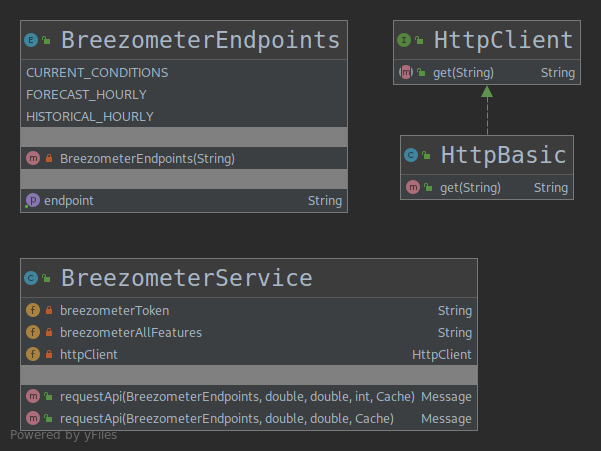 BreezometerEndpoints
CURRENT_CONDITIONS
FORECAST_HOURLY
HISTORICAL_HOURLY
BreezometerEndpoints(String)
endpoint String
HttpClient
get(String) String
HttpBasic
get(String) String
BreezometerService
breezometerToken String
breezometerAllFeatures String
httpClient HttpClient
requestApi(BreezometerEndpoints, double, double, int, Cache) Message
requestApi(BreezometerEndpoints, double, double, Cache) Message
Powered by yFiles